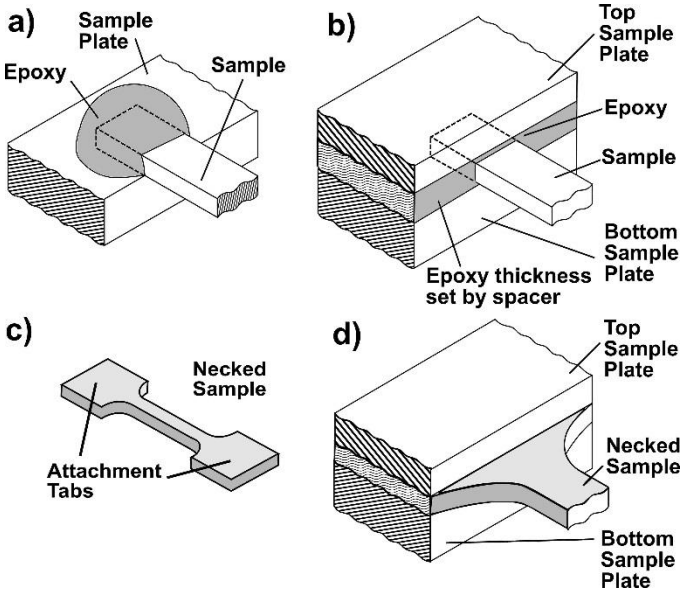 a)
Sample
Plate
Epoxy
Sample
b)
Top
Sample
Plate
Epoxy
Sample
Bottom
Sample
Plate
Epoxy thickness
set by spacer
c)
Necked
Sample
Attachment
Tabs
d)
Top
Sample
Plate
Necked
Sample
Bottom
Sample
Plate